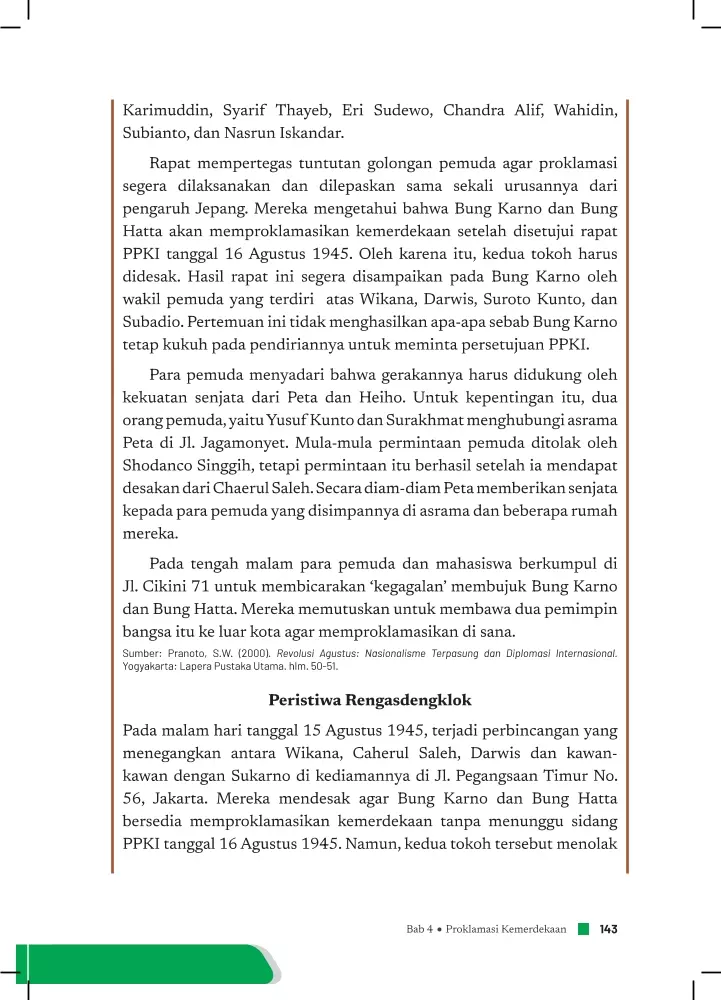 Karimuddin, Syarif Thayeb, Eri Sudewo, Chandra Alif, Wahidin,
Subianto, dan Nasrun Iskandar.
Rapat mempertegas tuntutan golongan pemuda agar proklamasi
segera dilaksanakan dan dilepaskan sama sekali urusannya dari
pengaruh Jepang. Mereka mengetahui bahwa Bung Karno dan Bung
Hatta akan memproklamasikan kemerdekaan setelah disetujui rapat
PPKI tanggal 16 Agustus 1945. Oleh karena itu, kedua tokoh harus
didesak. Hasil rapat ini segera disampaikan pada Bung Karno oleh
wakil pemuda yang terdiri atas Wikana, Darwis, Suroto Kunto, dan
Subadio. Pertemuan ini tidak menghasilkan apa-apa sebab Bung Karno
tetap kukuh pada pendiriannya untuk meminta persetujuan PPKI.
Para pemuda menyadari bahwa gerakannya harus didukung oleh
kekuatan senjata dari Peta dan Heiho. Untuk kepentingan itu, dua
orang pemuda, yaitu Yusuf Kunto dan Surakhmat menghubungi asrama
Peta di Jl. Jagamonyet. Mula-mula permintaan pemuda ditolak oleh
Shodanco Singgih, tetapi permintaan itu berhasil setelah ia mendapat
desakan dari Chaerul Saleh. Secara diam-diam Peta memberikan senjata
kepada para pemuda yang disimpannya di asrama dan beberapa rumah
mereka.
Pada tengah malam para pemuda dan mahasiswa berkumpul di
Jl. Cikini 71 untuk membicarakan ‘kegagalan’ membujuk Bung Karno
dan Bung Hatta. Mereka memutuskan untuk membawa dua pemimpin
bangsa itu ke luar kota agar memproklamasikan di sana.
Sumber: Pranoto, S.W. (2000). Revolusi Agustus: Nasionalisme Terpasung dan Diplomasi Internasional.
Yogyakarta: Lapera Pustaka Utama. hlm. 50-51.
Peristiwa Rengasdengklok
Pada malam hari tanggal 15 Agustus 1945, terjadi perbincangan yang
menegangkan antara Wikana, Caherul Saleh, Darwis dan kawan-
kawan dengan Sukarno di kediamannya di Jl. Pegangsaan Timur No.
56, Jakarta. Mereka mendesak agar Bung Karno dan Bung Hatta
bersedia memproklamasikan kemerdekaan tanpa menunggu sidang
PPKI tanggal 16 Agustus 1945. Namun, kedua tokoh tersebut menolak
Bab 4 • Proklamasi Kemerdekaan 143